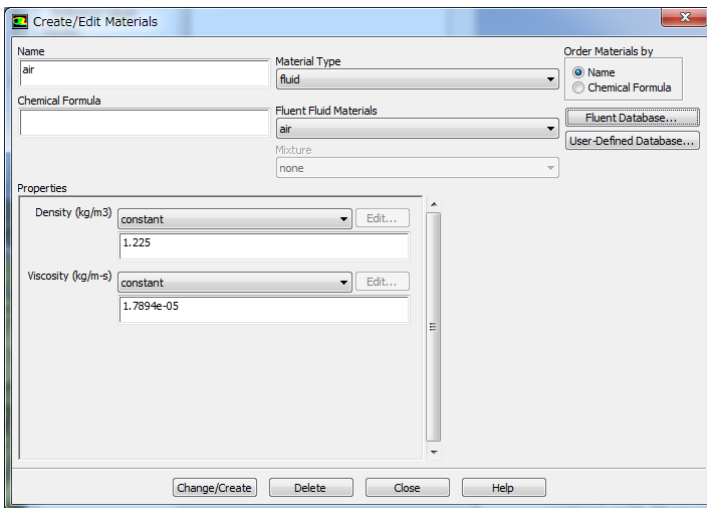 Create/Edit Materials
Name
air
Material Type
fluid
Order Materials by
Name
Chemical Formula
Chemical Formula
Fluent Fluid Materials
air
Fluent Database...
User-Defined Database...
Mixture
none
Properties
Density (kg/m3) constant Edit...
1.225
Viscosity (kg/m-s) constant Edit...
1.7894e-05
Change/Create Delete Close Help